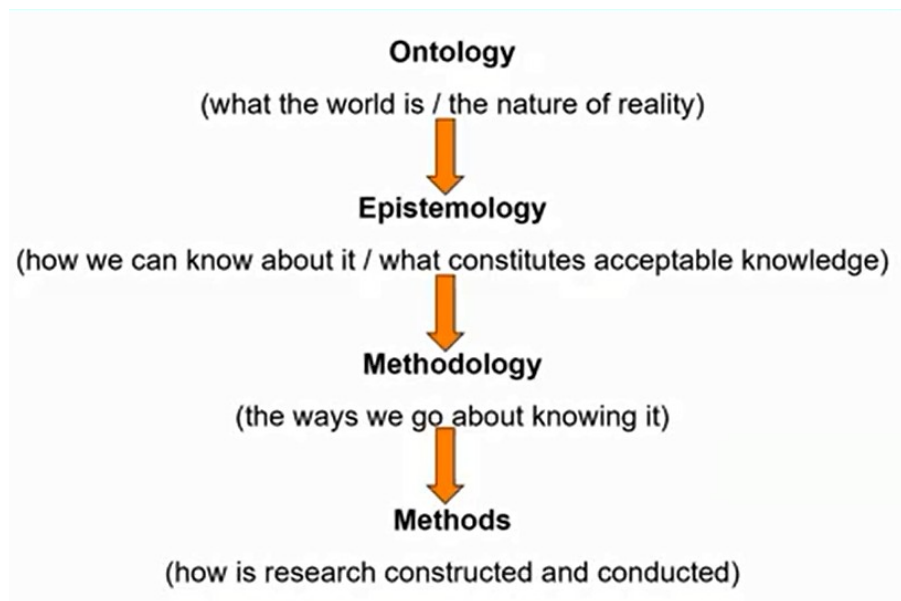 Ontology
(what the world is / the nature of reality)
Epistemology
(how we can know about it / what constitutes acceptable knowledge)
Methodology
(the ways we go about knowing it)
Methods
(how is research constructed and conducted)